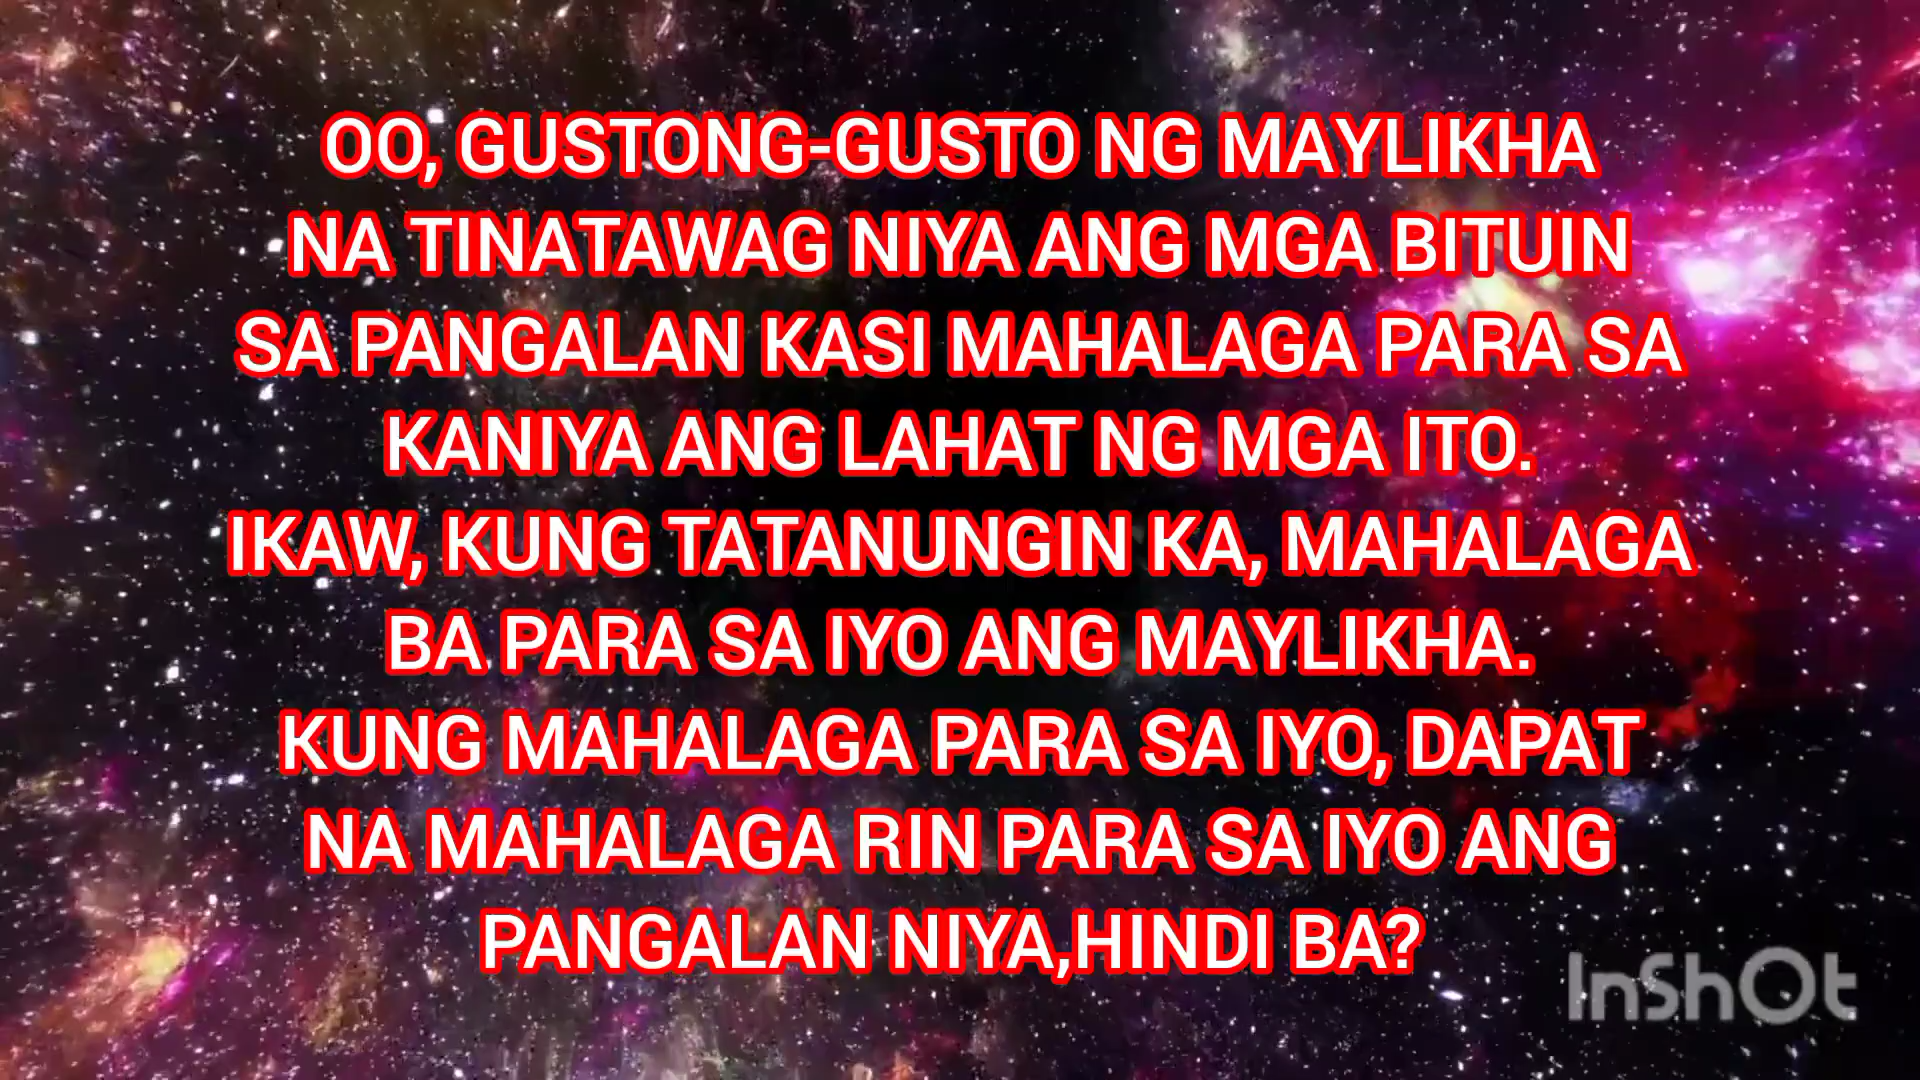 OO, GUSTONG-GUSTO NG MAYLIKHA
NA TINATAWAG NIYA ANG MGA BITUIN
SA PANGALAN KASI MAHALAGA PARA SA
KANIYA ANG LAHAT NG MGA ITO.
IKAW, KUNG TATANUNGIN KA, MAHALAGA
BA PARA SA IYO ANG MAYLIKHA.
KUNG MAHALAGA PARA SA IYO, DAPAT
NA MAHALAGA RIN PARA SA IYO ANG
PANGALAN NIYA,HINDI BA?
InShOt